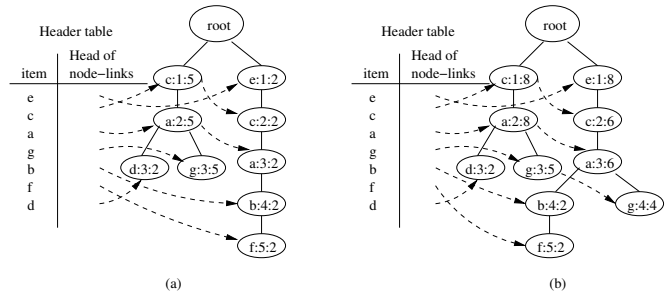 Header table
item
Head of
node-links
e
c
a
g
b
f
d
root
c:1:5
e:1:2
a:2:5
c:2:2
d:3:2
g:3:5
a:3:2
b:4:2
f:5:2
(a)
Header table
item
Head of
node-links
e
c
a
g
b
f
d
root
c:1:8
e:1:8
a:2:8
c:2:6
d:3:2
g:3:5
a:3:6
b:4:2
g:4:4
f:5:2
(b)